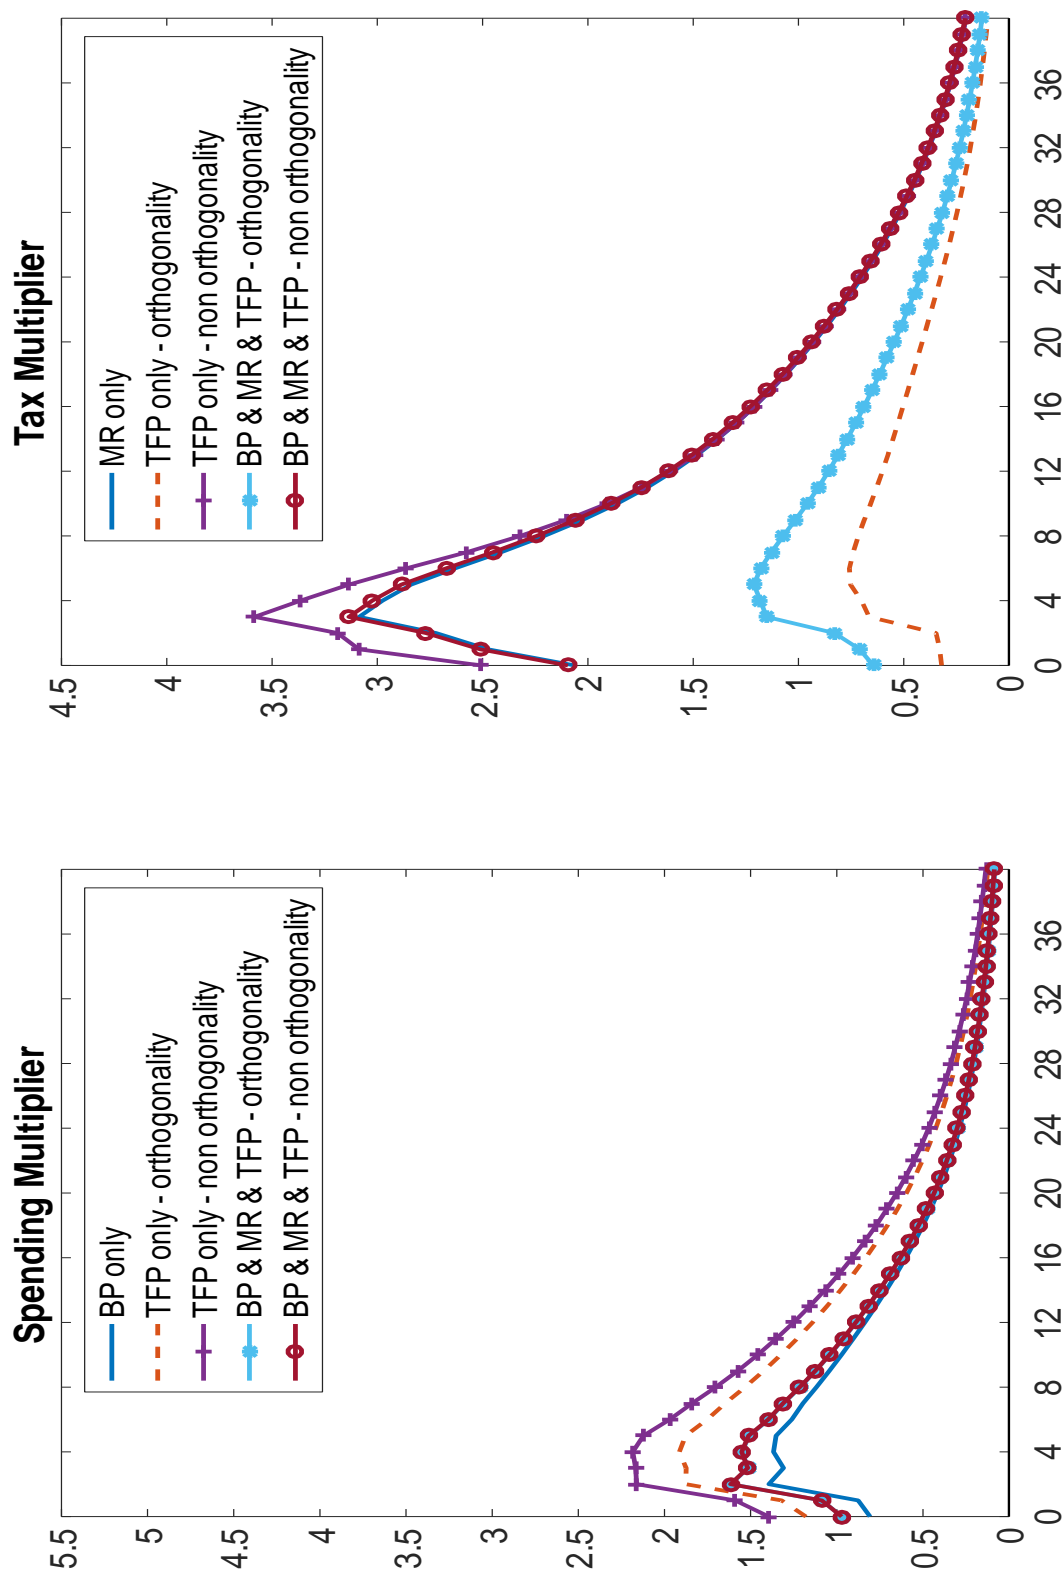 Spending Multiplier
5.5
5
4.5
4
3.5
3
2.5
2
1.5
1
0.5
0
0 4 8 12 16 20 24 28 32 36
BP only
TFP only - orthogonality
TFP only - non orthogonality
BP & MR & TFP - orthogonality
BP & MR & TFP - non orthogonality
Tax Multiplier
4.5
4
3.5
3
2.5
2
1.5
1
0.5
0
0 4 8 12 16 20 24 28 32 36
MR only
TFP only - orthogonality
TFP only - non orthogonality
BP & MR & TFP - orthogonality
BP & MR & TFP - non orthogonality